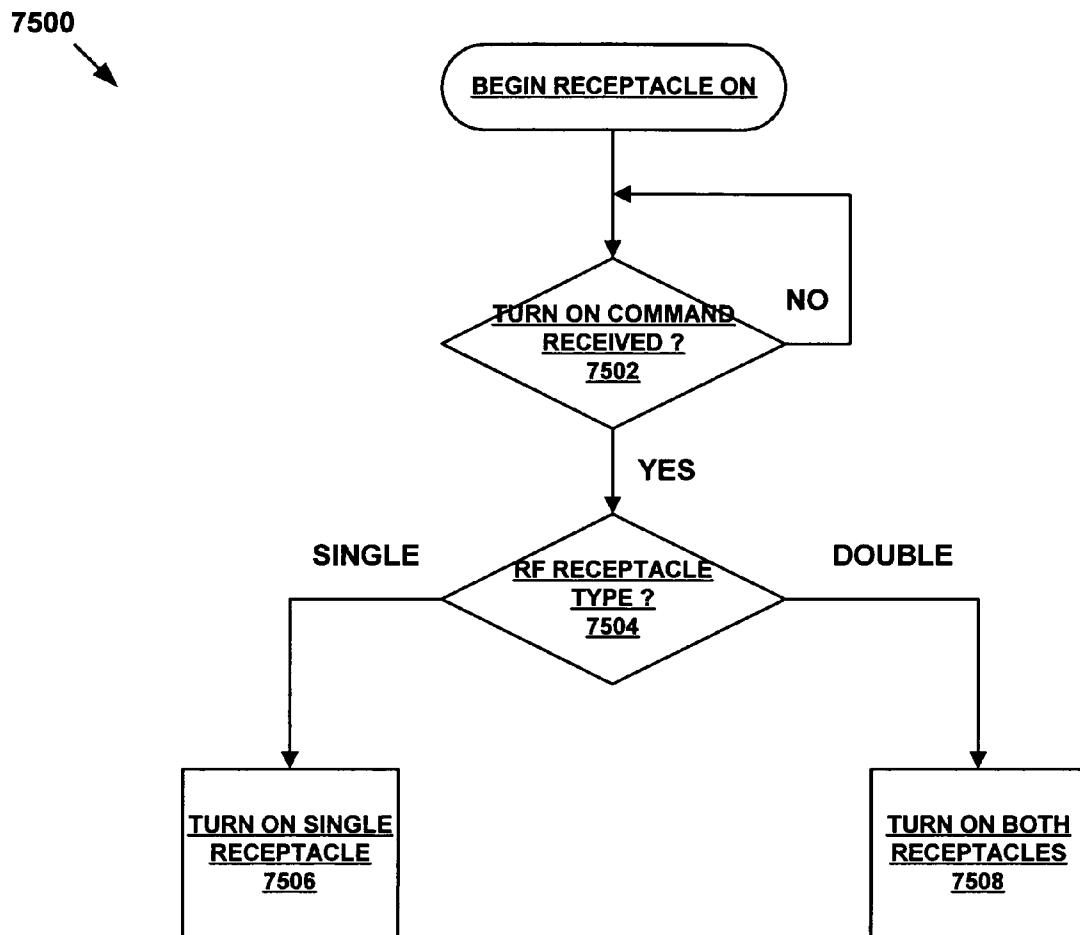 7500
BEGIN RECEPTACLE ON
TURN ON COMMAND
RECEIVED ?
7502
NO
YES
SINGLE
RF RECEPTACLE
TYPE ?
7504
DOUBLE
TURN ON SINGLE
RECEPTACLE
7506
TURN ON BOTH
RECEPTACLES
7508